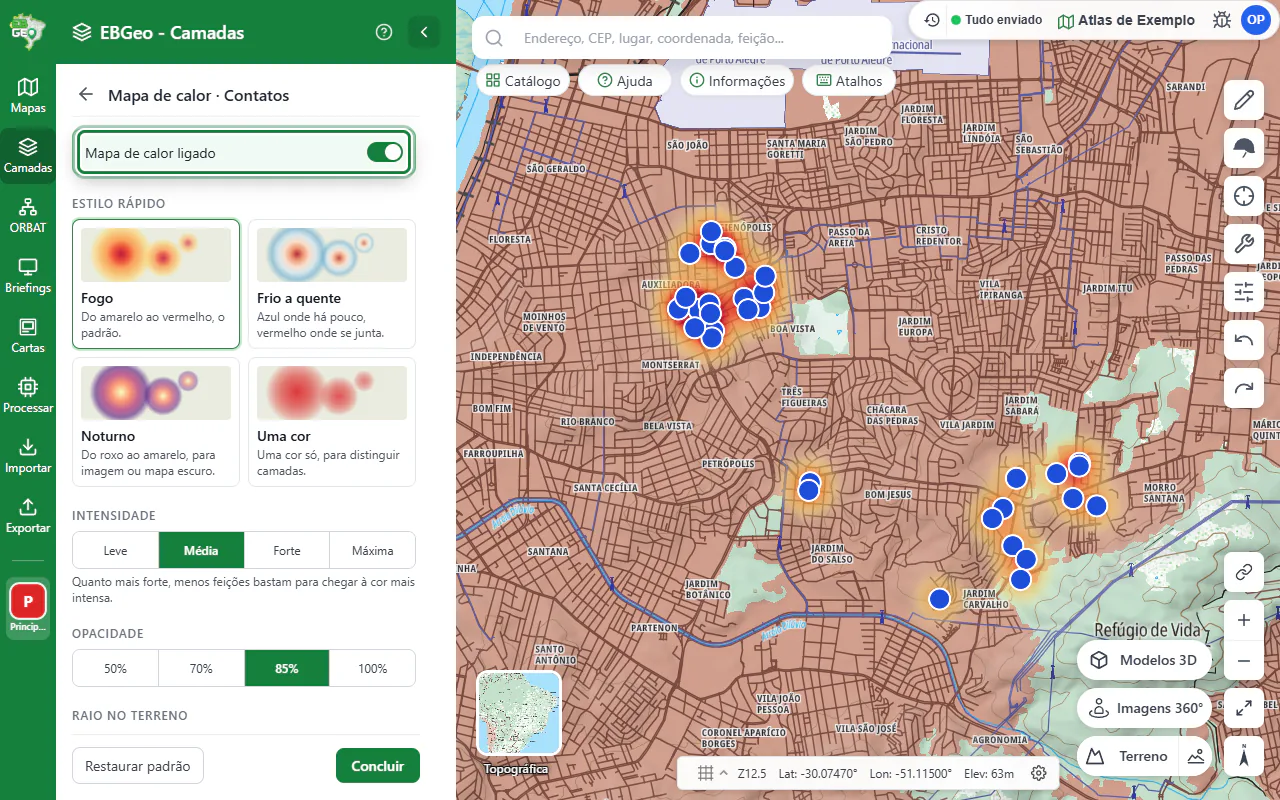 EBGEO
EBGeo - Camadas
Mapas
Camadas
ORBAT
Briefings
Cartas
Processar
Importar
Exportar
P
Princip...
Mapa de calor · Contatos
Mapa de calor ligado
ESTILO RÁPIDO
Fogo
Do amarelo ao vermelho, o
padrão.
Frio a quente
Azul onde há pouco,
vermelho onde se junta.
Noturno
Do roxo ao amarelo, para
imagem ou mapa escuro.
Uma cor
Uma cor só, para distinguir
camadas.
INTENSIDADE
Leve
Média
Forte
Máxima
Quanto mais forte, menos feições bastam para chegar à cor mais
intensa.
OPACIDADE
50%
70%
85%
100%
RAIO NO TERRENO
Restaurar padrão
Concluir
Endereço, CEP, lugar, coordenada, feição...
Tudo enviado
Atlas de Exemplo
OP
Catálogo
Ajuda
Informações
Atalhos
de Porto Alegre
SARANDI
JARDIM
FLORESTA
JARDIM
LINDÓIA
SÃO
SEBASTIÃO
JARDIM
SÃO PEDRO
SÃO JOÃO
SANTA MARIA
GORETTI
SÃO GERALDO
FLORESTA
PASSO DA
AREIA
CRISTO
REDENTOR
PASSO DAS
PEDRAS
AUXILIADORA
VILA
IPIRANGA
JARDIM ITU
MOINHOS
DE VENTO
BOA VISTA
JARDIM
EUROPA
INDEPENDÊNCIA
MONTSERRAT
TRÊS
FIGUEIRAS
BOM FIM
RIO BRANCO
BELA VISTA
CHÁCARA
DAS PEDRAS
JARDIM
SABARÁ
VILA JARDIM
FARROUPILHA
PETRÓPOLIS
SANTA CECÍLIA
BOM JESUS
MORRO
SANTANA
SANTANA
JARDIM
DO SALSO
JARDIM
BOTÂNICO
JARDIM
CARVALHO
PARTENON
Refúgio de Vida
SANTO
ANTÔNIO
VILA JOÃO
PESSOA
VILA SÃO JOSÉ
CORONEL APARÍCIO
BORGES
AGRONOMIA
Modelos 3D
Imagens 360°
Terreno
Topográfica
Z12.5
Lat: -30.07470°
Lon: -51.11500°
Elev: 63m
N